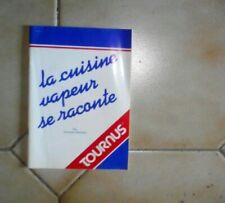 la cuisine
vapeur
se raconte
TOURNUS